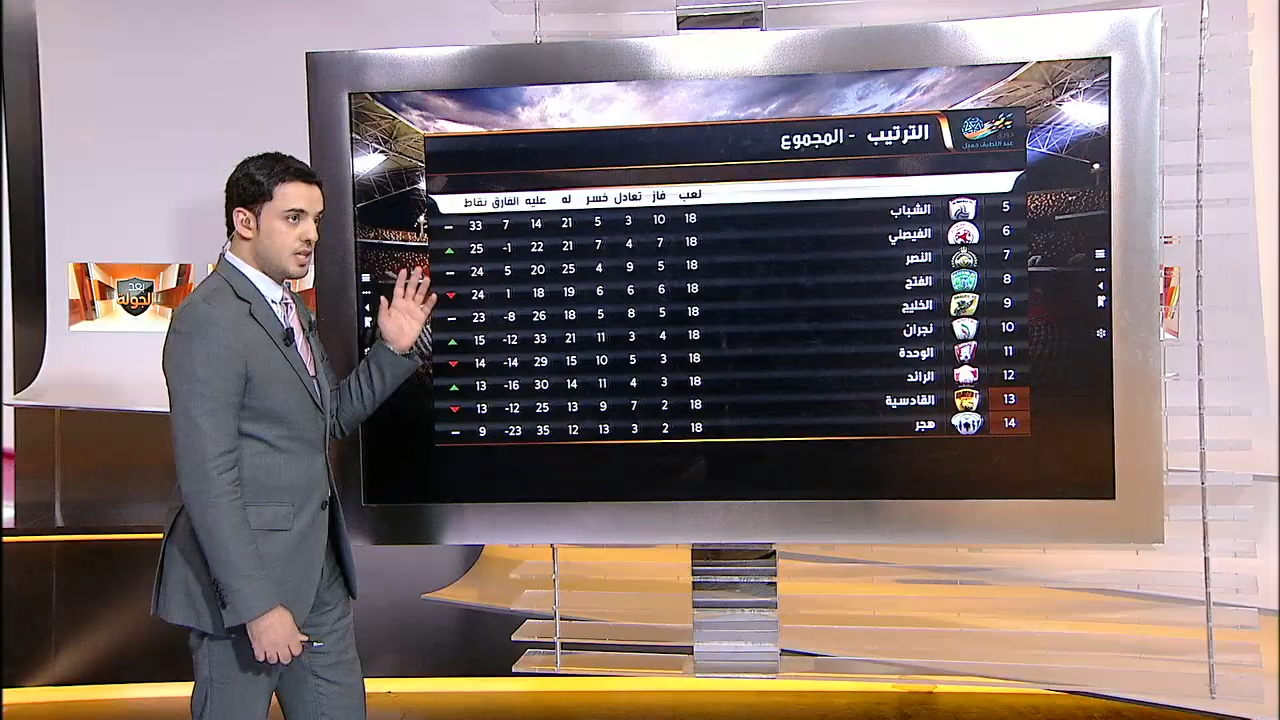 دوري
عبد اللطيف جميل
الترتيب - المجموع
لعب فاز تعادل خسر له عليه الفارق نقاط
5 الشباب 18 10 3 5 21 14 7 33
6 الفيصلي 18 7 4 7 21 22 -1 25
7 النصر 18 5 9 4 25 20 5 24
8 الفتح 18 6 6 6 19 18 1 24
9 الخليج 18 5 8 5 18 26 -8 23
10 نجران 18 4 3 11 21 33 -12 15
11 الوحدة 18 3 5 10 15 29 -14 14
12 الرائد 18 3 4 11 14 30 -16 13
13 القادسية 18 2 7 9 13 25 -12 13
14 هجر 18 2 3 13 12 35 -23 9
بعد
الجولة